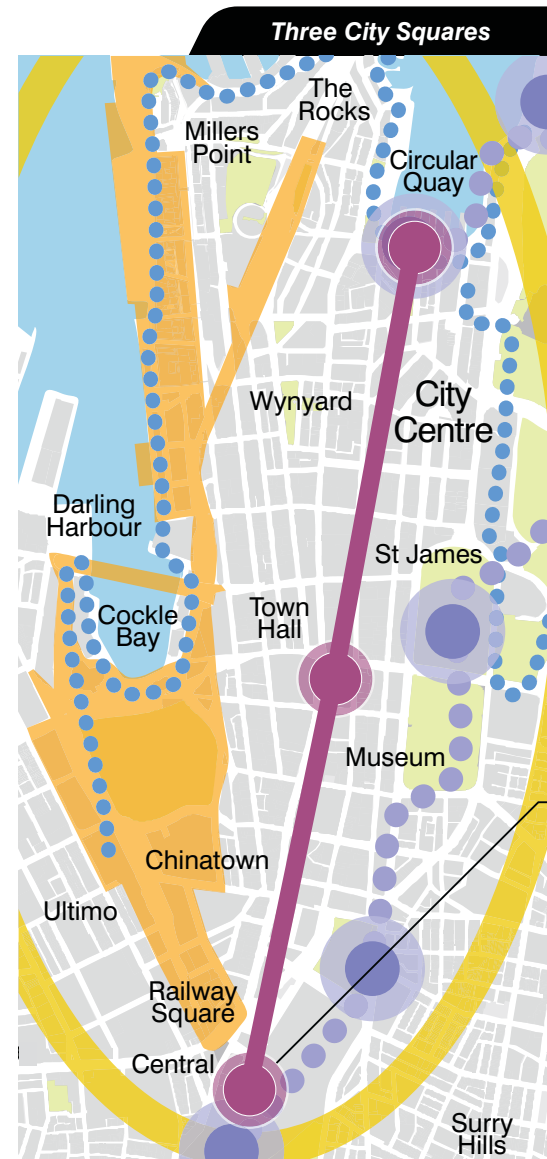 Three City Squares
The
Rocks
Millers
Point
Circular
Quay
Wynyard
City
Centre
Darling
Harbour
St James
Cockle
Bay
Town
Hall
Museum
Chinatown
Ultimo
Railway
Square
Central
Surry
Hills